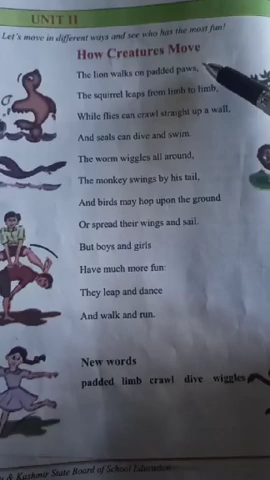 UNIT II
Let's move in different ways and see who has the most fun!
How Creatures Move
The lion walks on padded paws,
The squirrel leaps from limb to limb,
While flies can crawl straight up a wall,
And seals can dive and swim.
The worm wiggles all around,
The monkey swings by his tail,
And birds may hop upon the ground
Or spread their wings and sail.
But boys and girls
Have much more fun:
They leap and dance
And walk and run.
New words
padded limb crawl dive wiggles
& Kashmir State Board of School Education